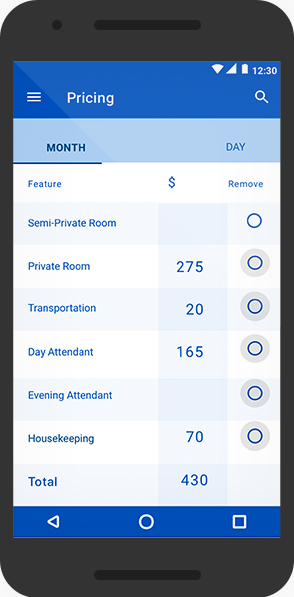 12:30
Pricing
MONTH DAY
Feature $ Remove
Semi-Private Room
Private Room 275
Transportation 20
Day Attendant 165
Evening Attendant
Housekeeping 70
Total 430